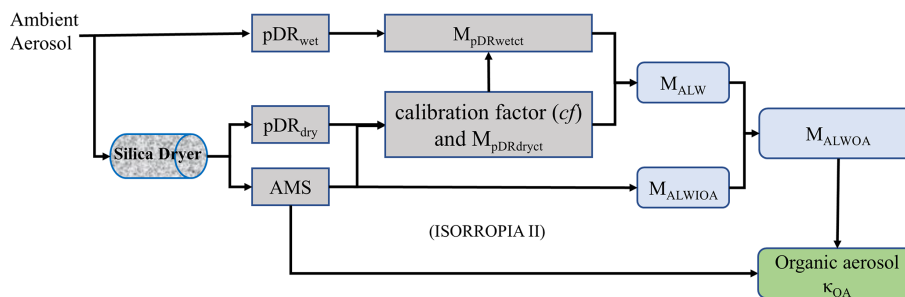 Ambient
Aerosol
pDRwet
MpDRwetct
MALW
pDRdry
calibration factor (cf)
and MpDRdryct
MALWOA
Silica Dryer
AMS
MALWIOA
(ISORROPIA II)
Organic aerosol
κOA